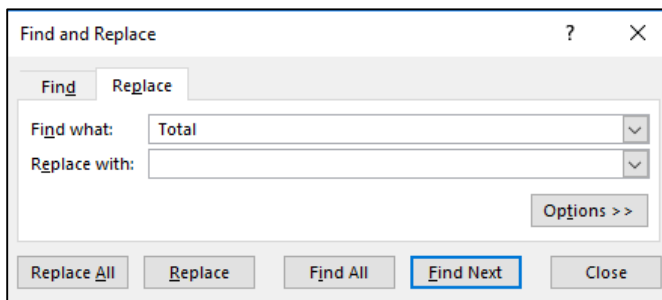 Find and Replace ? ×
Find Replace
Find what: Total
Replace with:
Options >>
Replace All Replace Find All Find Next Close